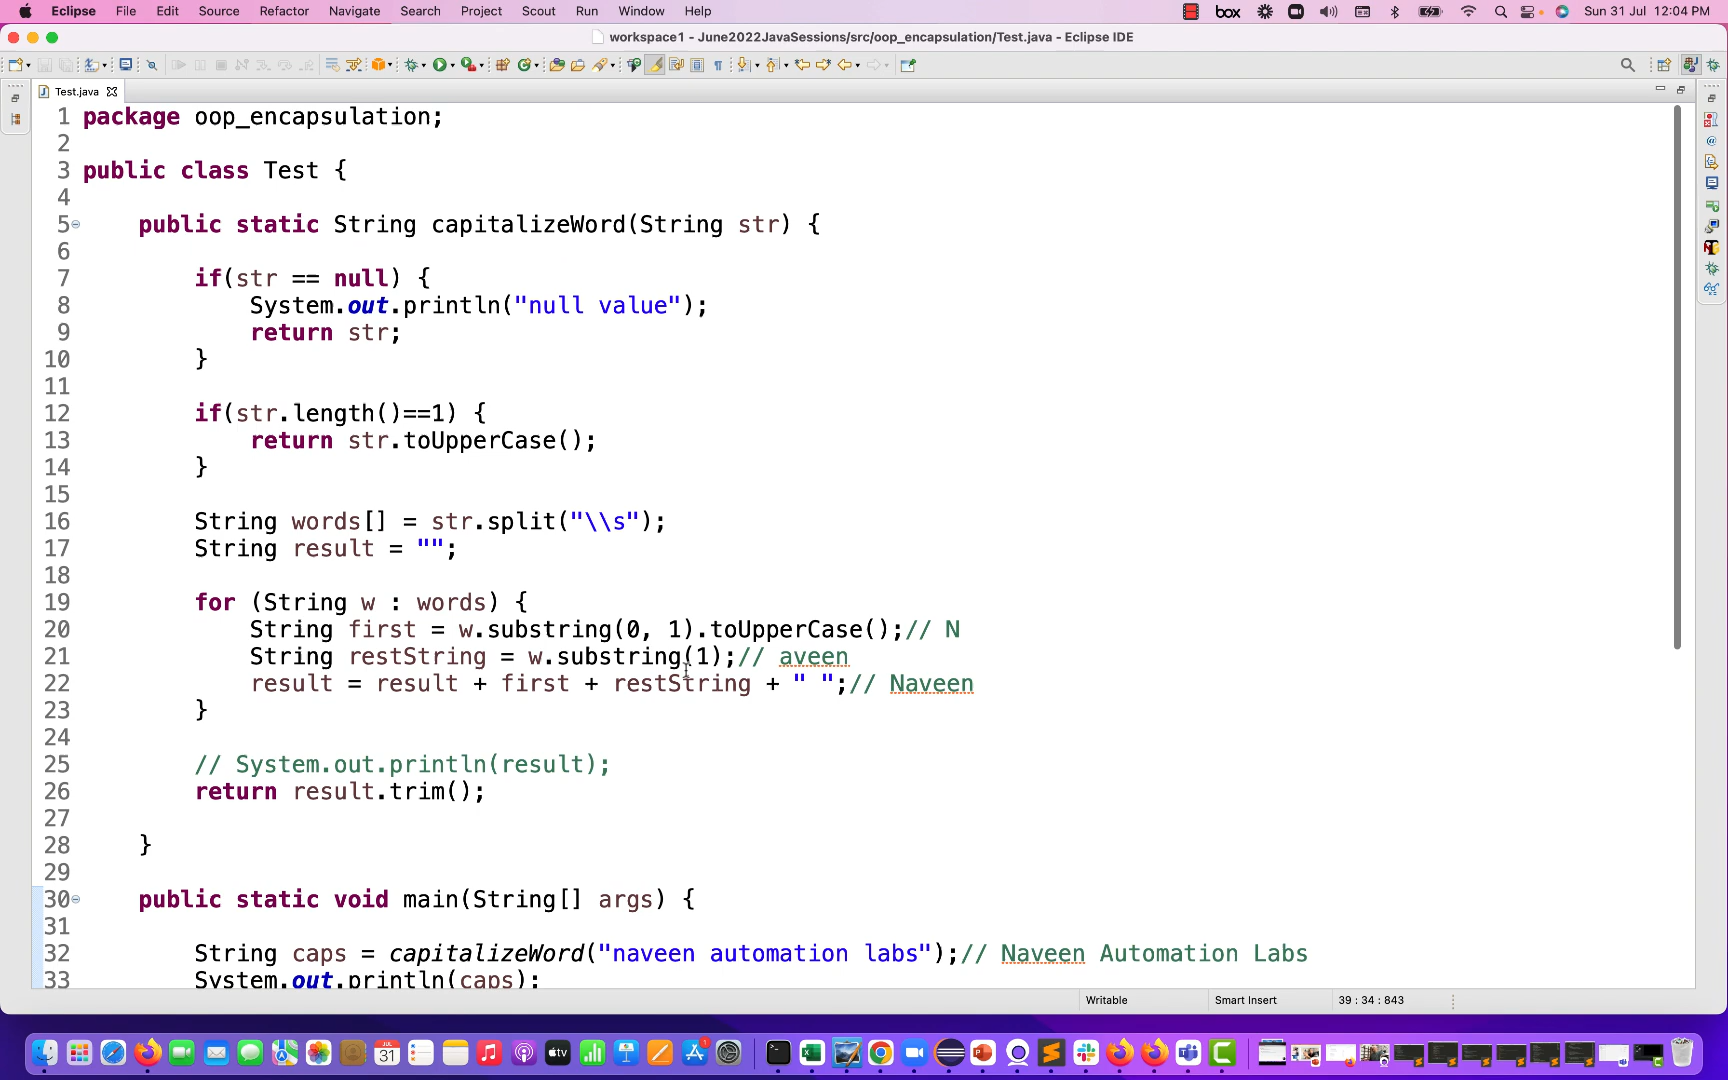 Eclipse File Edit Source Refactor Navigate Search Project Scout Run Window Help box Sun 31 Jul 12:04 PM
workspace1 - June2022JavaSessions/src/oop_encapsulation/Test.java - Eclipse IDE
Test.java
1 package oop_encapsulation;
2
3 public class Test {
4
5 public static String capitalizeWord(String str) {
6
7 if(str == null) {
8 System.out.println("null value");
9 return str;
10 }
11
12 if(str.length()==1) {
13 return str.toUpperCase();
14 }
15
16 String words[] = str.split("\\s");
17 String result = "";
18
19 for (String w : words) {
20 String first = w.substring(0, 1).toUpperCase();// N
21 String restString = w.substring(1);// aveen
22 result = result + first + restString + " ";// Naveen
23 }
24
25 // System.out.println(result);
26 return result.trim();
27
28 }
29
30 public static void main(String[] args) {
31
32 String caps = capitalizeWord("naveen automation labs");// Naveen Automation Labs
33 System.out.println(caps);
Writable Smart Insert 39 : 34 : 843